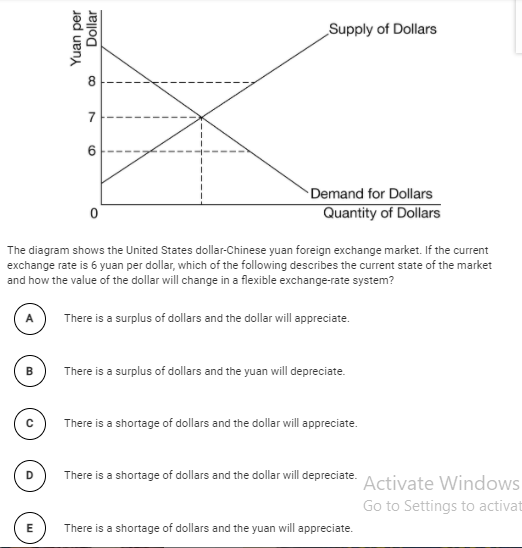 Yuan per
Dollar
Supply of Dollars
8
7
6
Demand for Dollars
0
Quantity of Dollars
The diagram shows the United States dollar-Chinese yuan foreign exchange market. If the current
exchange rate is 6 yuan per dollar, which of the following describes the current state of the market
and how the value of the dollar will change in a flexible exchange-rate system?
A
There is a surplus of dollars and the dollar will appreciate.
B
There is a surplus of dollars and the yuan will depreciate.
C
There is a shortage of dollars and the dollar will appreciate.
D
There is a shortage of dollars and the dollar will depreciate.
Activate Windows
Go to Settings to activat
E
There is a shortage of dollars and the yuan will appreciate.